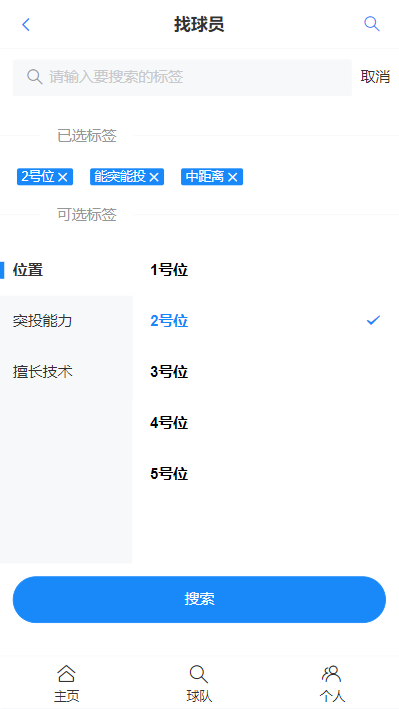 找球员
请输入要搜索的标签 取消
已选标签
2号位 能突能投 中距离
可选标签
位置 1号位
突投能力 2号位
擅长技术 3号位
4号位
5号位
搜索
主页 球队 个人